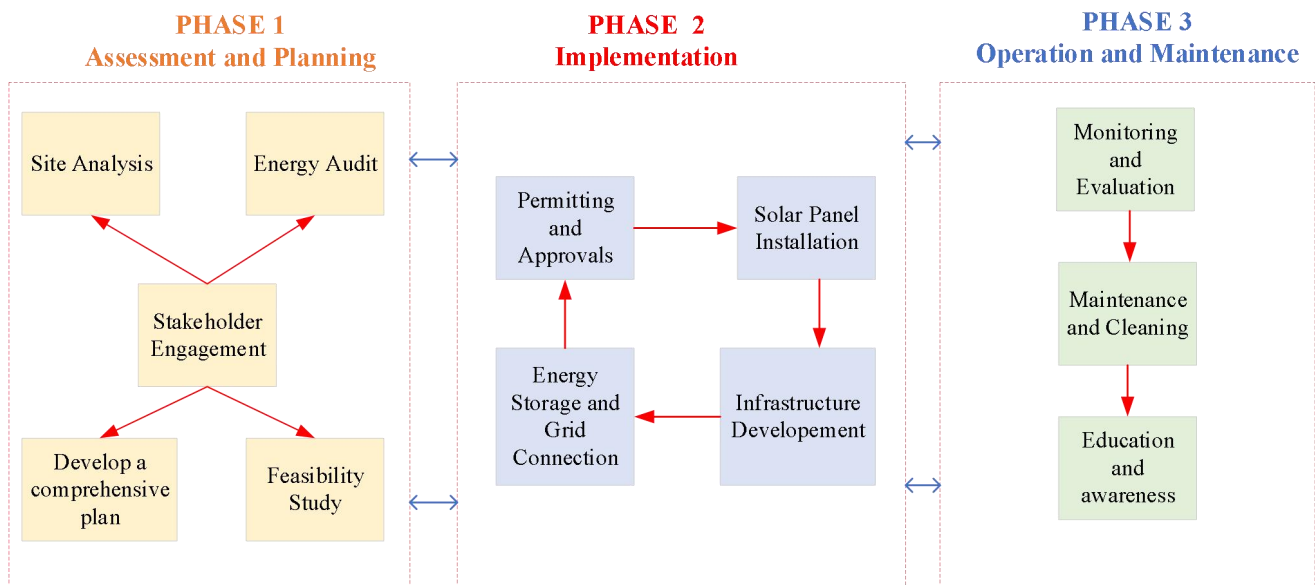 PHASE 1
Assessment and Planning
Site Analysis
Energy Audit
Stakeholder
Engagement
Develop a
comprehensive
plan
Feasibility
Study
PHASE 2
Implementation
Permitting
and
Approvals
Solar Panel
Installation
Energy
Storage and
Grid
Connection
Infrastructure
Developement
PHASE 3
Operation and Maintenance
Monitoring
and
Evaluation
Maintenance
and Cleaning
Education
and
awareness